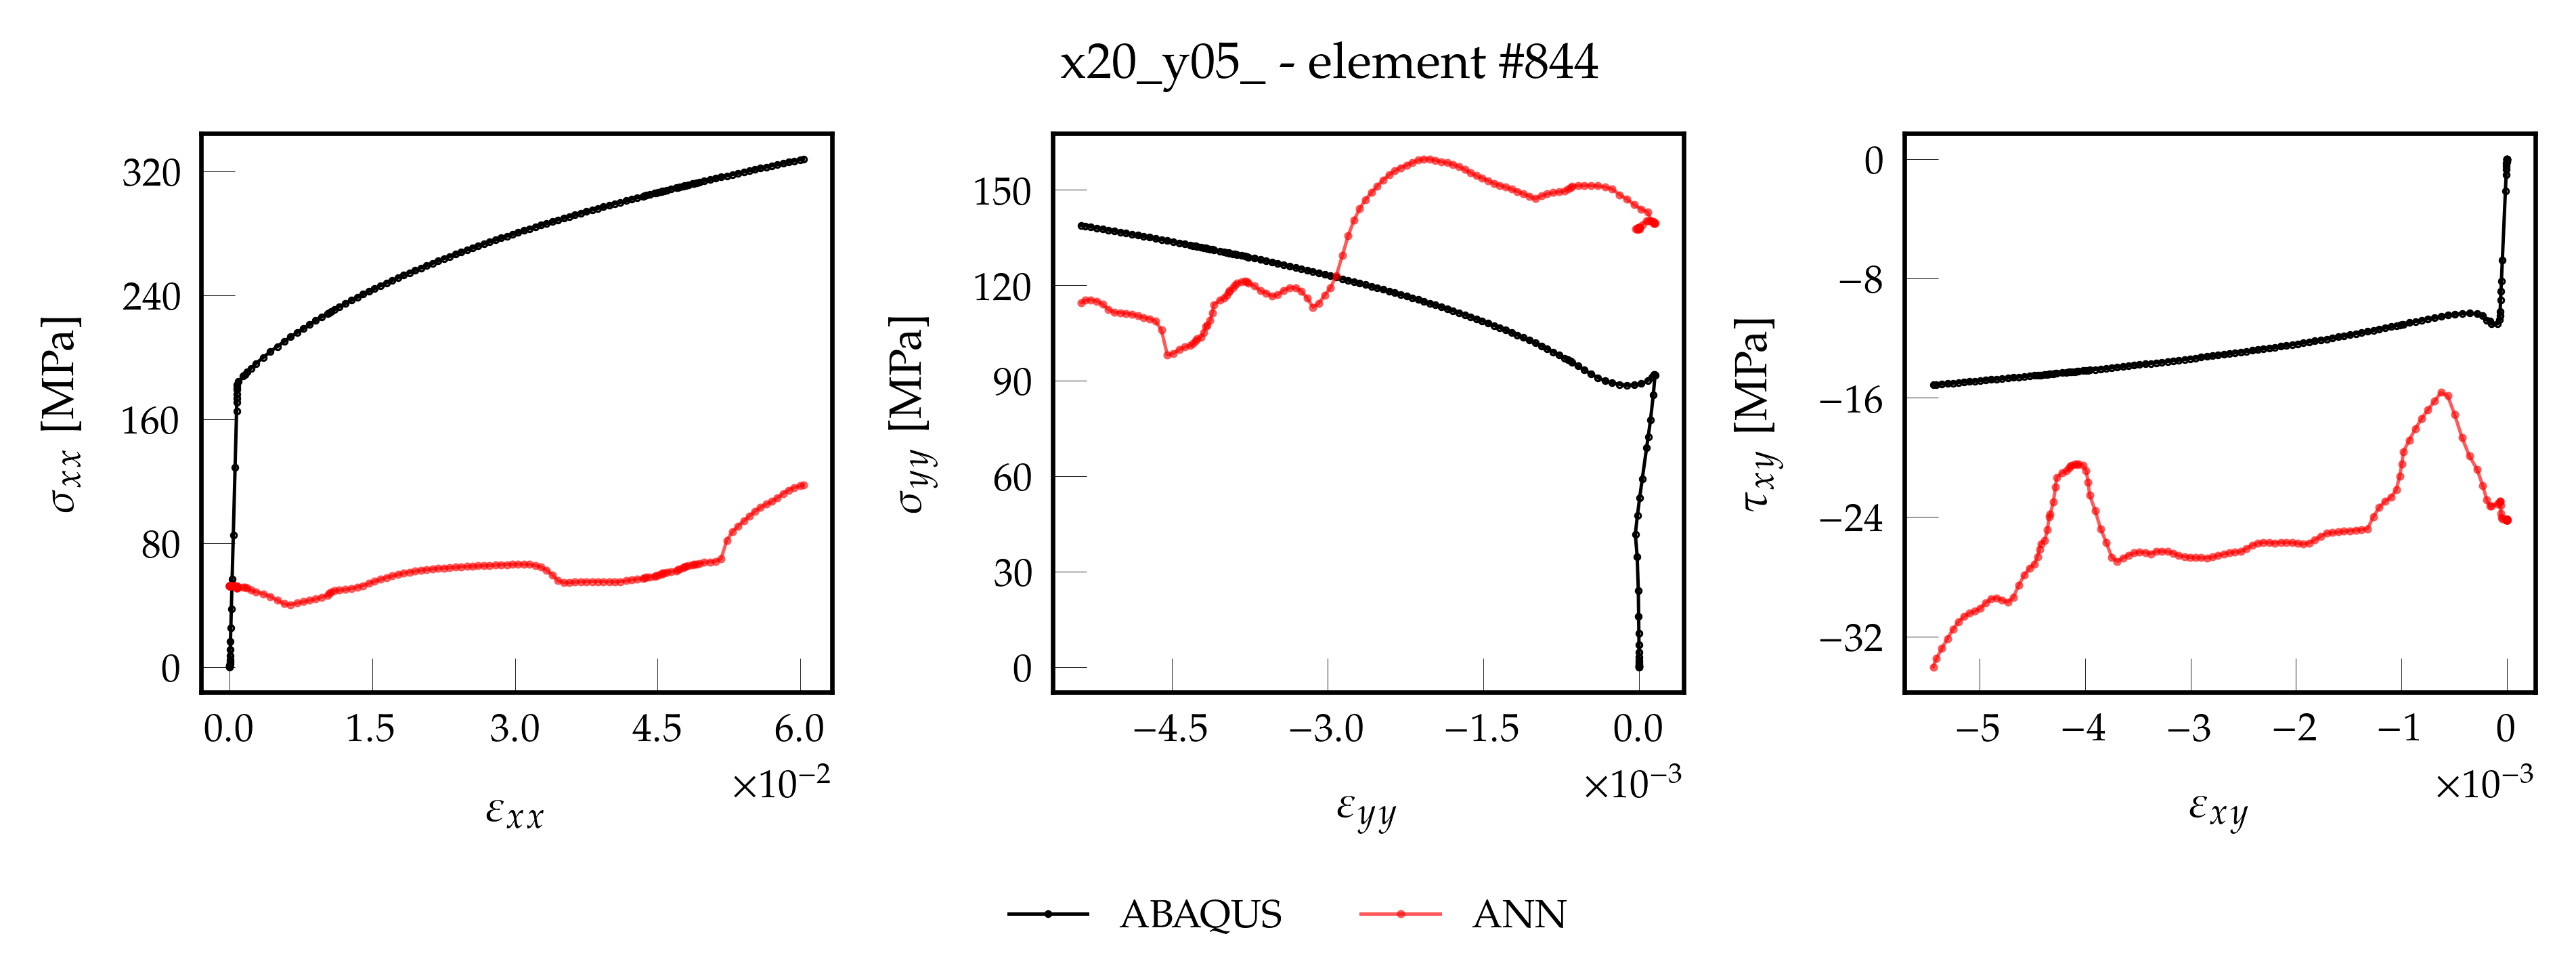 x20_y05_ - element #844
σxx [MPa]
320
240
160
80
0
0.0 1.5 3.0 4.5 6.0
×10−2
εxx
σyy [MPa]
150
120
90
60
30
0
−4.5 −3.0 −1.5 0.0
×10−3
εyy
τxy [MPa]
0
−8
−16
−24
−32
−5 −4 −3 −2 −1 0
×10−3
εxy
ABAQUS ANN